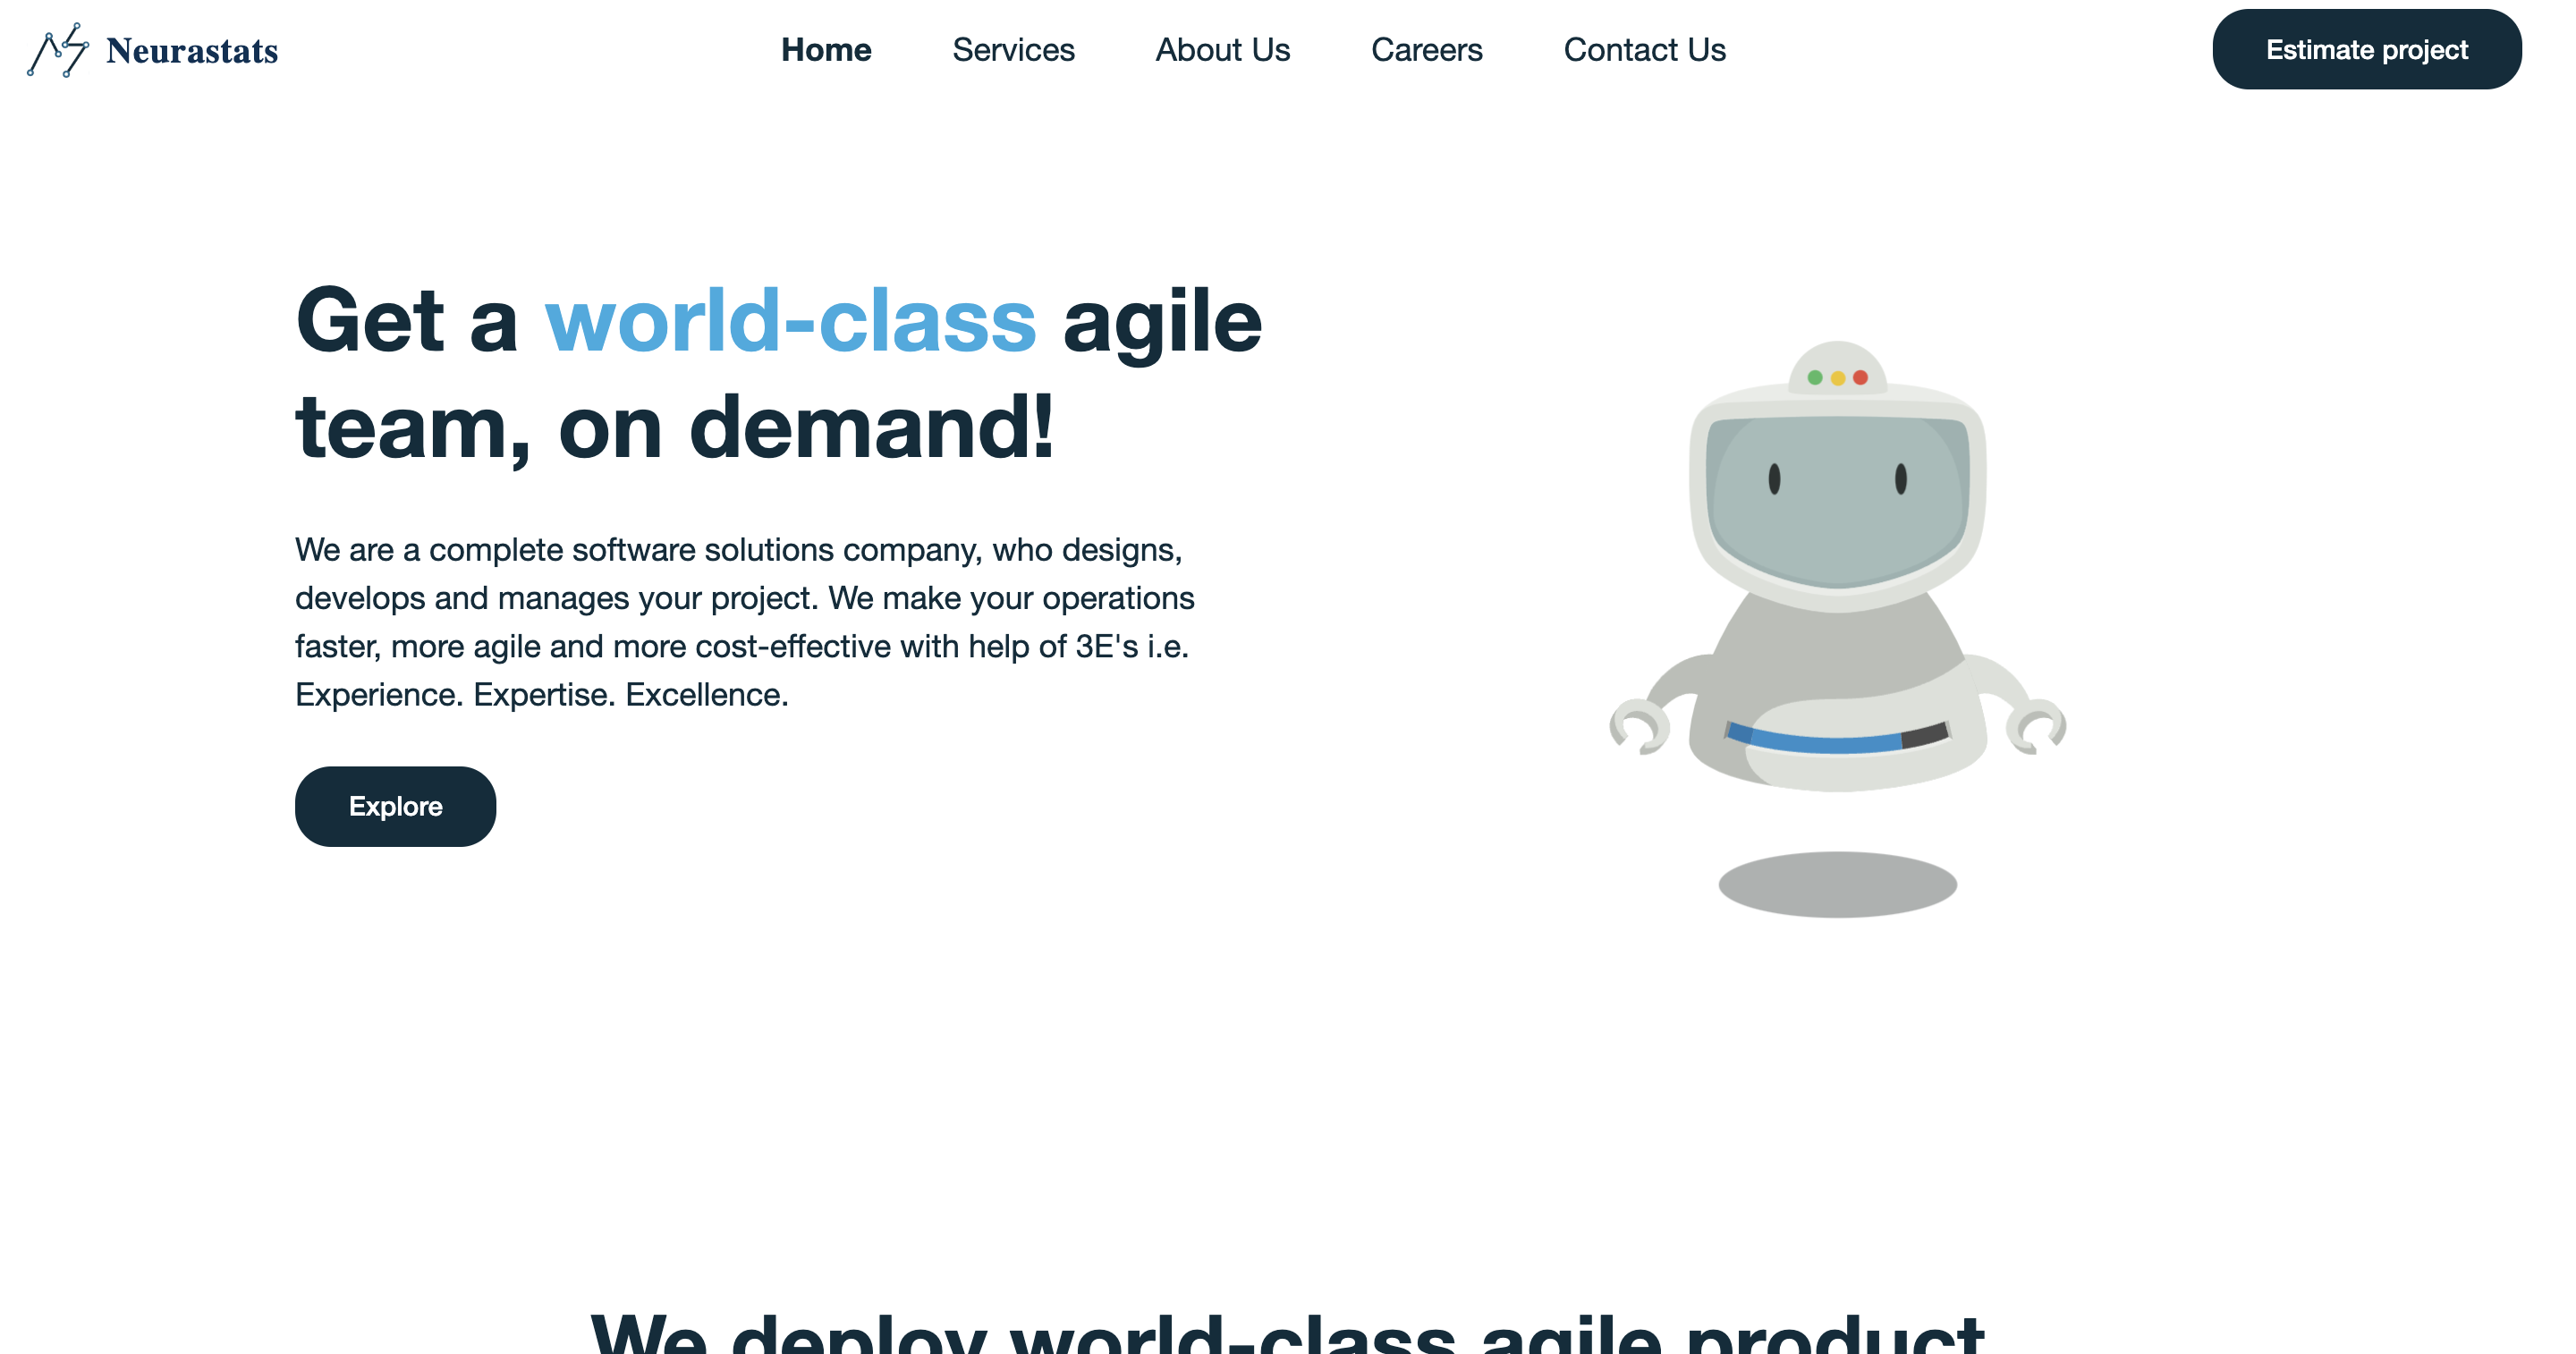 Neurastats
Home
Services
About Us
Careers
Contact Us
Estimate project
Get a world-class agile
team, on demand!
We are a complete software solutions company, who designs,
develops and manages your project. We make your operations
faster, more agile and more cost-effective with help of 3E's i.e.
Experience. Expertise. Excellence.
Explore
We deploy world-class agile product